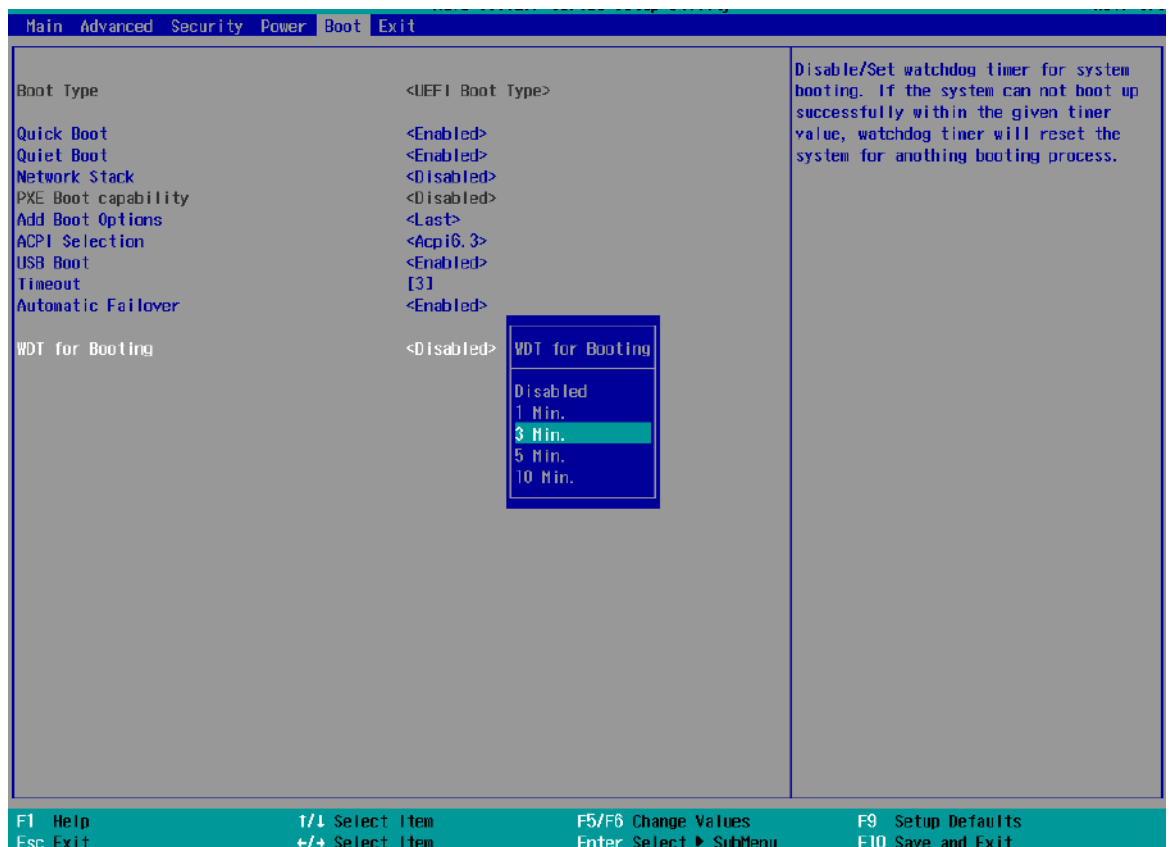 Main Advanced Security Power Boot Exit
Boot Type <UEFI Boot Type>
Quick Boot <Enabled>
Quiet Boot <Enabled>
Network Stack <Disabled>
PXE Boot capability <Disabled>
Add Boot Options <Last>
ACPI Selection <Acpi6.3>
USB Boot <Enabled>
Timeout [3]
Automatic Failover <Enabled>
WDT for Booting <Disabled>
WDT for Booting
Disabled
1 Min.
3 Min.
5 Min.
10 Min.
Disable/Set watchdog timer for system
booting. If the system can not boot up
successfully within the given timer
value, watchdog timer will reset the
system for anothing booting process.
F1 Help ↑/↓ Select Item F5/F6 Change Values F9 Setup Defaults
Esc Exit ←/→ Select Item Enter Select ▶ SubMenu F10 Save and Exit